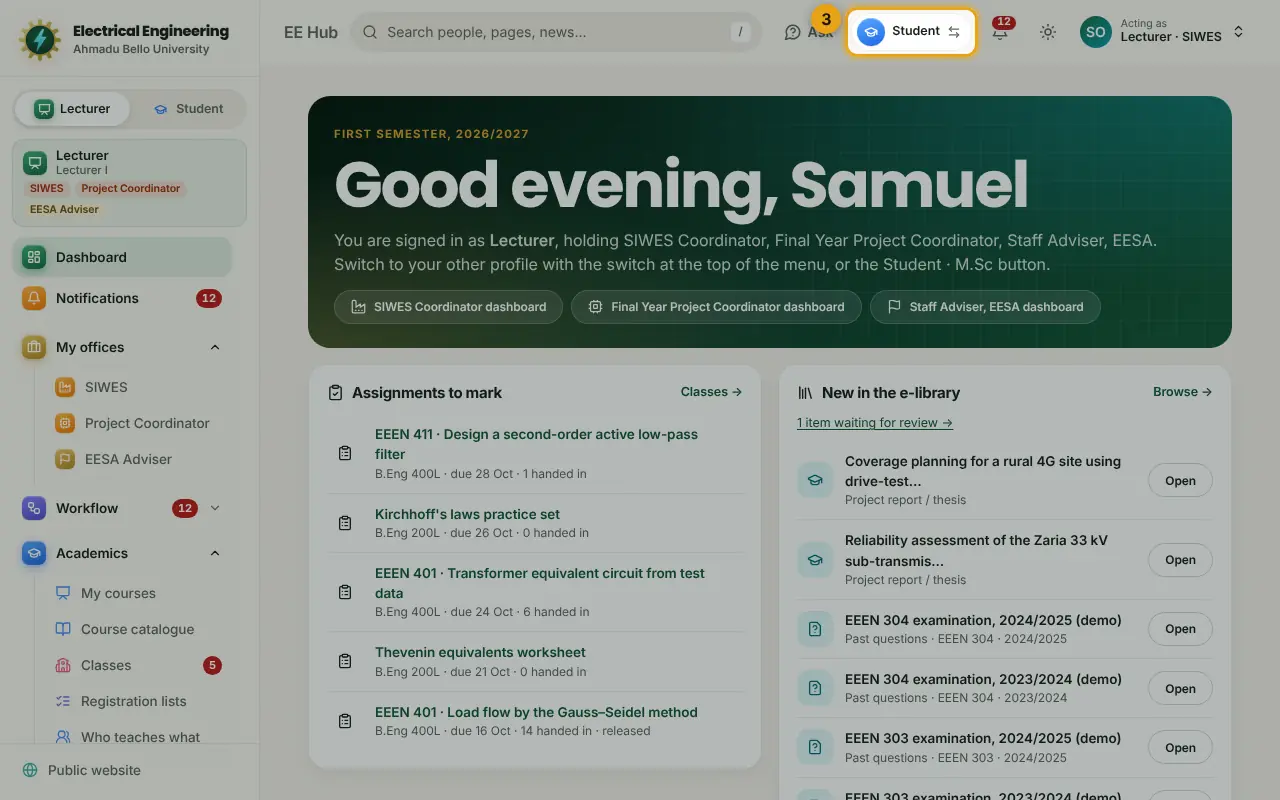 Electrical Engineering
Ahmadu Bello University
EE Hub
Search people, pages, news...
/
Ask
3
Student
12
SO
Acting as
Lecturer · SIWES
Lecturer
Student
Lecturer
Lecturer I
SIWES
Project Coordinator
EESA Adviser
Dashboard
Notifications
12
My offices
SIWES
Project Coordinator
EESA Adviser
Workflow
12
Academics
My courses
Course catalogue
Classes
5
Registration lists
Who teaches what
Public website
FIRST SEMESTER, 2026/2027
Good evening, Samuel
You are signed in as Lecturer, holding SIWES Coordinator, Final Year Project Coordinator, Staff Adviser, EESA.
Switch to your other profile with the switch at the top of the menu, or the Student · M.Sc button.
SIWES Coordinator dashboard
Final Year Project Coordinator dashboard
Staff Adviser, EESA dashboard
Assignments to mark
Classes →
EEEN 411 · Design a second-order active low-pass
filter
B.Eng 400L · due 28 Oct · 1 handed in
Kirchhoff's laws practice set
B.Eng 200L · due 26 Oct · 0 handed in
EEEN 401 · Transformer equivalent circuit from test
data
B.Eng 400L · due 24 Oct · 6 handed in
Thevenin equivalents worksheet
B.Eng 200L · due 21 Oct · 0 handed in
EEEN 401 · Load flow by the Gauss–Seidel method
B.Eng 400L · due 16 Oct · 14 handed in · released
New in the e-library
Browse →
1 item waiting for review →
Coverage planning for a rural 4G site using
drive-test...
Project report / thesis
Open
Reliability assessment of the Zaria 33 kV
sub-transmis...
Project report / thesis
Open
EEEN 304 examination, 2024/2025 (demo)
Past questions · EEEN 304 · 2024/2025
Open
EEEN 304 examination, 2023/2024 (demo)
Past questions · EEEN 304 · 2023/2024
Open
EEEN 303 examination, 2024/2025 (demo)
Past questions · EEEN 303 · 2024/2025
Open
EEEN 303 examination, 2023/2024 (demo)